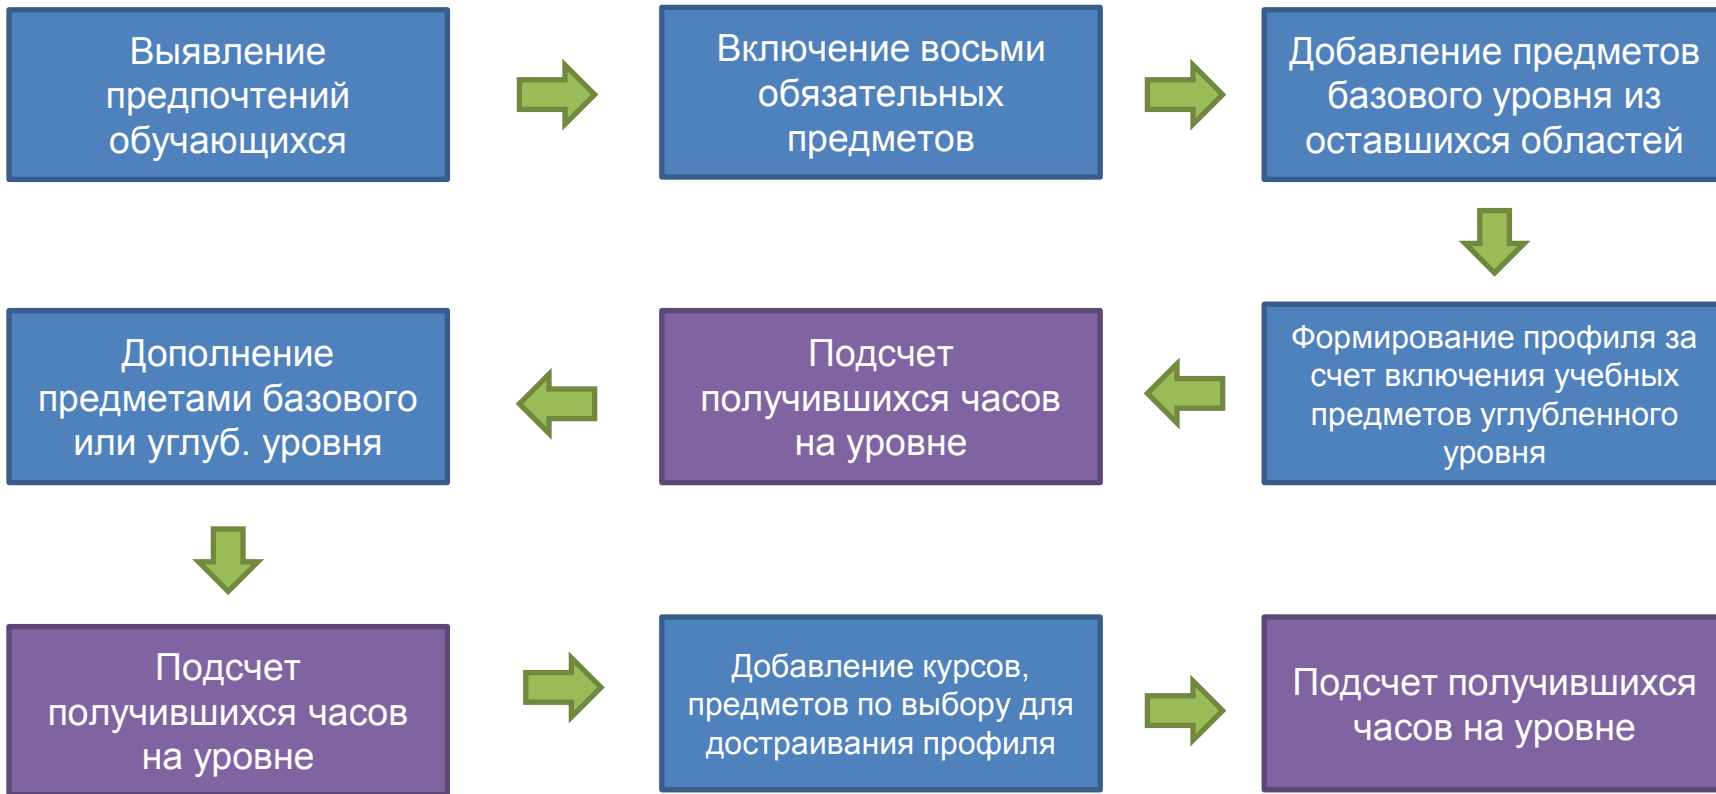 Выявление
предпочтений
обучающихся
Включение восьми
обязательных
предметов
Добавление предметов
базового уровня из
оставшихся областей
Формирование профиля за
счет включения учебных
предметов углубленного
уровня
Подсчет
получившихся часов
на уровне
Дополнение
предметами базового
или углуб. уровня
Подсчет
получившихся часов
на уровне
Добавление курсов,
предметов по выбору для
достраивания профиля
Подсчет получившихся
часов на уровне